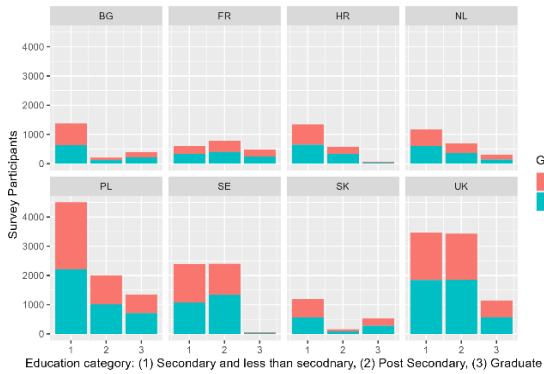 BG FR HR NL
4000
3000
2000
1000
0
PL SE SK UK
4000
3000
2000
1000
0
Survey Participants
G
1 2 3 1 2 3 1 2 3 1 2 3
Education category: (1) Secondary and less than secodnary, (2) Post Secondary, (3) Graduate